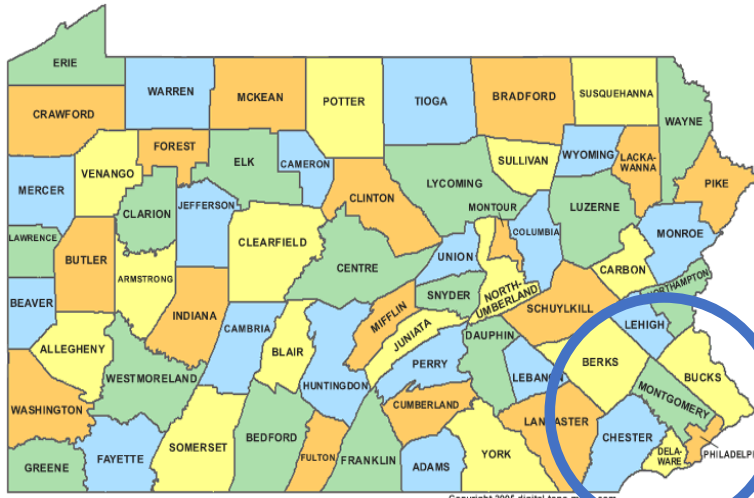 ERIE
CRAWFORD
WARREN
MCKEAN
POTTER
TIOGA
BRADFORD
SUSQUEHANNA
WAYNE
MERCER
VENANGO
FOREST
ELK
CAMERON
CLINTON
LYCOMING
SULLIVAN
WYOMING
LACKA-
WANNA
PIKE
LAWRENCE
CLARION
JEFFERSON
CLEARFIELD
CENTRE
UNION
MONTOUR
COLUMBIA
LUZERNE
MONROE
BUTLER
ARMSTRONG
INDIANA
SNYDER
NORTH-
UMBERLAND
CARBON
NORTHAMPTON
BEAVER
ALLEGHENY
WESTMORELAND
CAMBRIA
BLAIR
HUNTINGDON
MIFFLIN
JUNIATA
PERRY
DAUPHIN
SCHUYLKILL
LEBANON
BERKS
LEHIGH
BUCKS
WASHINGTON
GREENE
FAYETTE
SOMERSET
BEDFORD
FULTON
FRANKLIN
CUMBERLAND
ADAMS
YORK
LANCASTER
CHESTER
MONTGOMERY
DELA-
WARE
PHILADELP